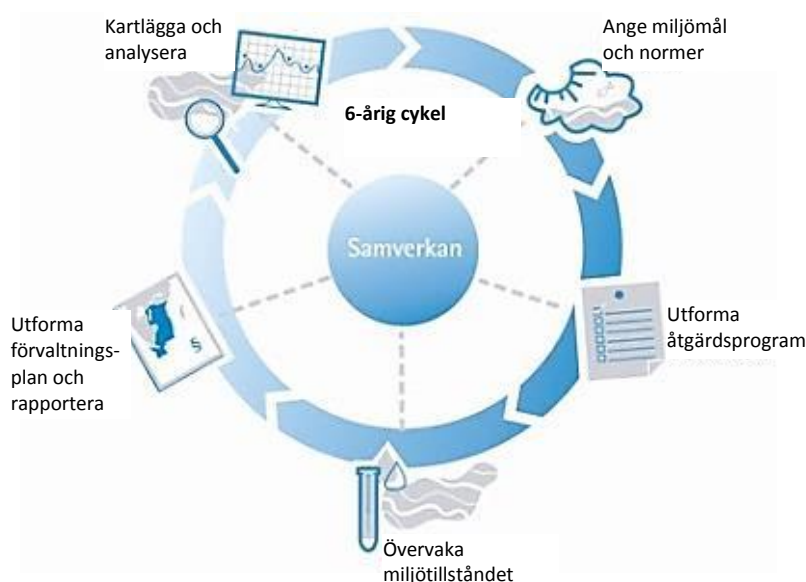 Kartlägga och
analysera
Ange miljömål
och normer
6-årig cykel
Samverkan
Utforma
åtgärdsprogram
Utforma
förvaltnings-
plan och
rapportera
§
Övervaka
miljötillståndet